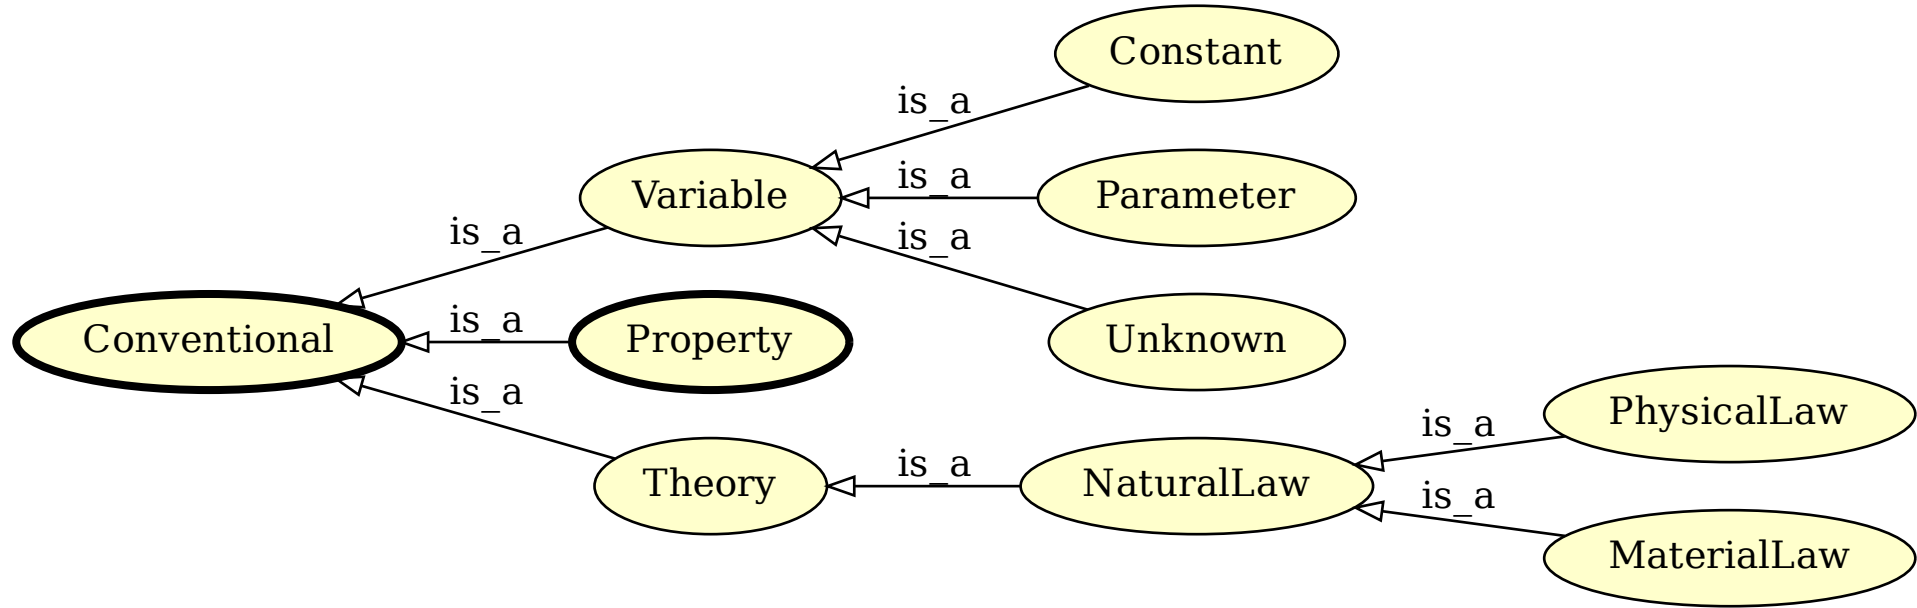 Constant
is_a
Variable
is_a
Parameter
is_a
is_a
Conventional
is_a
Property
Unknown
is_a
Theory
is_a
NaturalLaw
is_a
PhysicalLaw
is_a
MaterialLaw